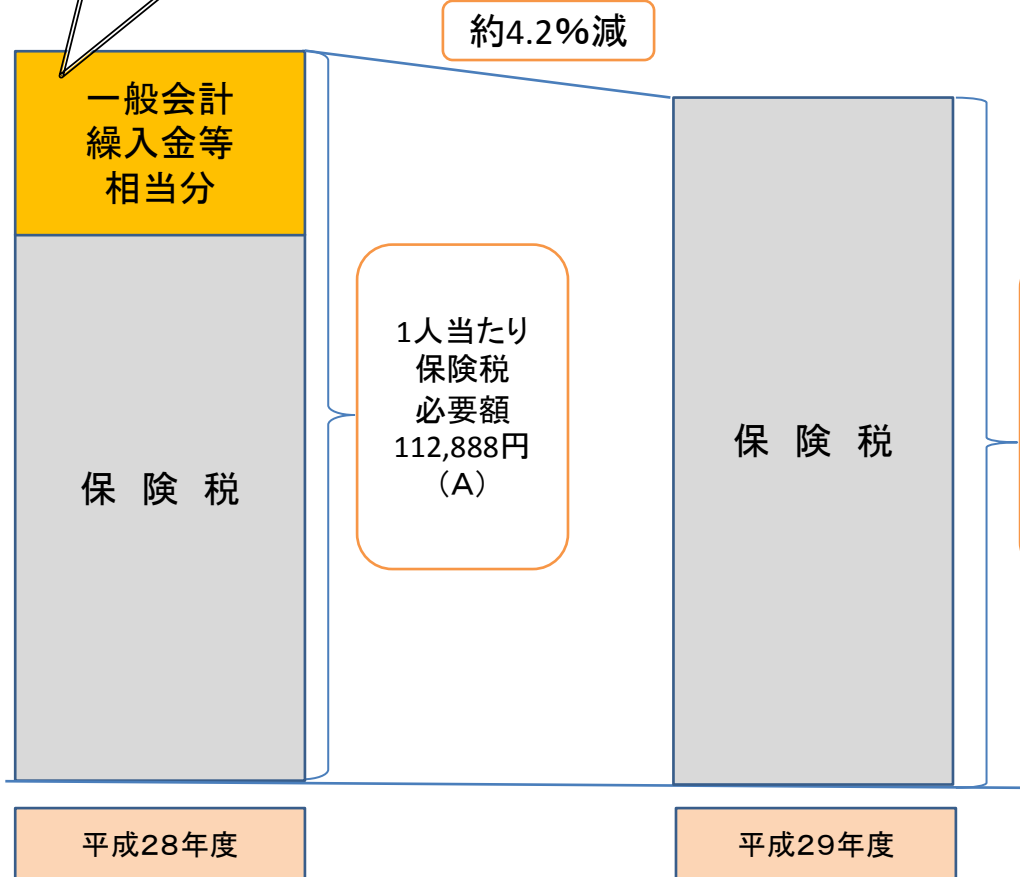 約4.2%減
一般会計
繰入金等
相当分
1人当たり
保険税
必要額
112,888円
（A）
保 険 税
保 険 税
平成28年度
平成29年度